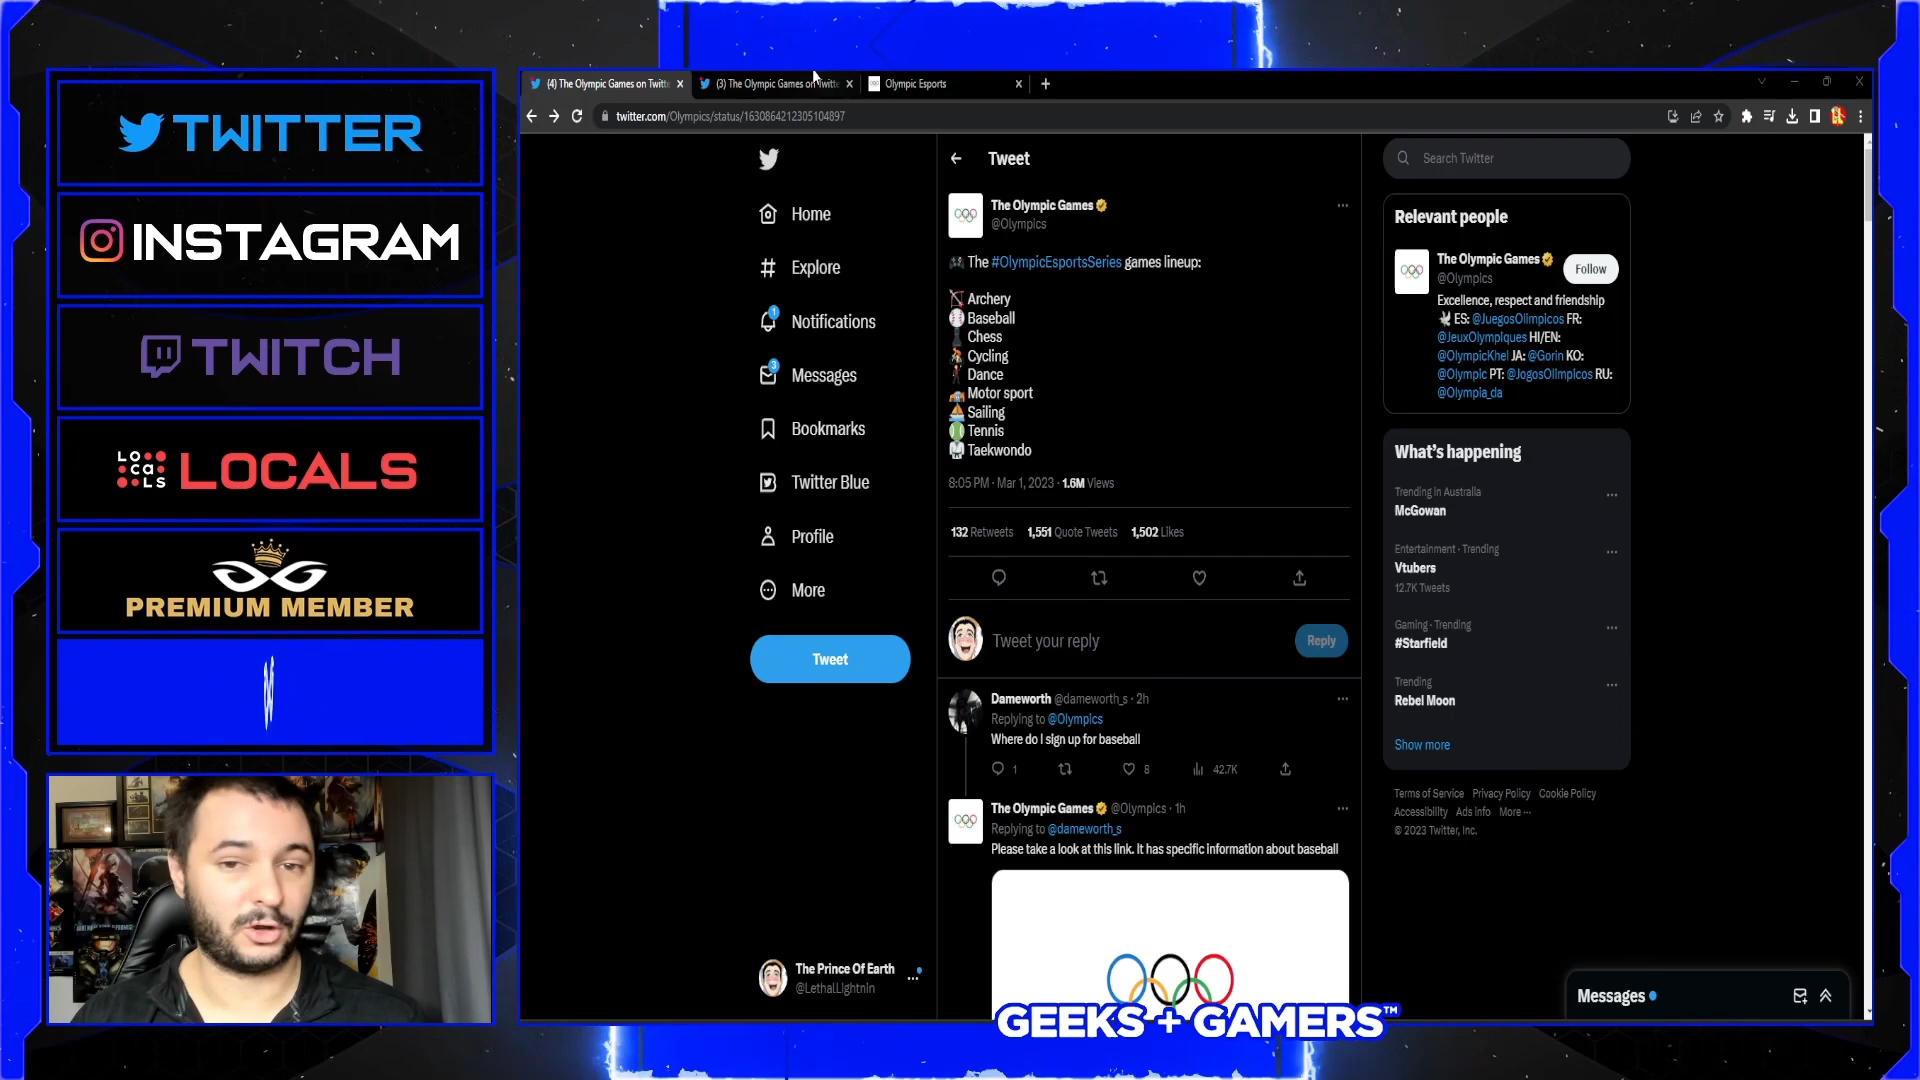 TWITTER
INSTAGRAM
TWITCH
LOCALS
LOCALS
PREMIUM MEMBER
(4) The Olympic Games on Twitte
(3) The Olympic Games on Twitte
Olympic Esports
twitter.com/Olympics/status/1630864212305104897
Home
Explore
1
Notifications
3
Messages
Bookmarks
Twitter Blue
Profile
More
Tweet
The Prince Of Earth
@LethalLightnin
Tweet
The Olympic Games
@Olympics
The #OlympicEsportsSeries games lineup:
Archery
Baseball
Chess
Cycling
Dance
Motor sport
Sailing
Tennis
Taekwondo
8:05 PM · Mar 1, 2023 · 1.6M Views
132 Retweets 1,551 Quote Tweets 1,502 Likes
Tweet your reply
Reply
Dameworth @dameworth_s · 2h
Replying to @Olympics
Where do I sign up for baseball
1 8 42.7K
The Olympic Games @Olympics · 1h
Replying to @dameworth_s
Please take a look at this link. It has specific information about baseball
Search Twitter
Relevant people
The Olympic Games
@Olympics
Follow
Excellence, respect and friendship
ES: @JuegosOlimpicos FR:
@JeuxOlympiques HI/EN:
@OlympicKhel JA: @Gorin KO:
@Olympic PT: @JogosOlimpicos RU:
@Olympia_da
What's happening
Trending in Australia
McGowan
Entertainment · Trending
Vtubers
12.7K Tweets
Gaming · Trending
#Starfield
Trending
Rebel Moon
Show more
Terms of Service Privacy Policy Cookie Policy
Accessibility Ads info More ···
© 2023 Twitter, Inc.
Messages
GEEKS + GAMERS™